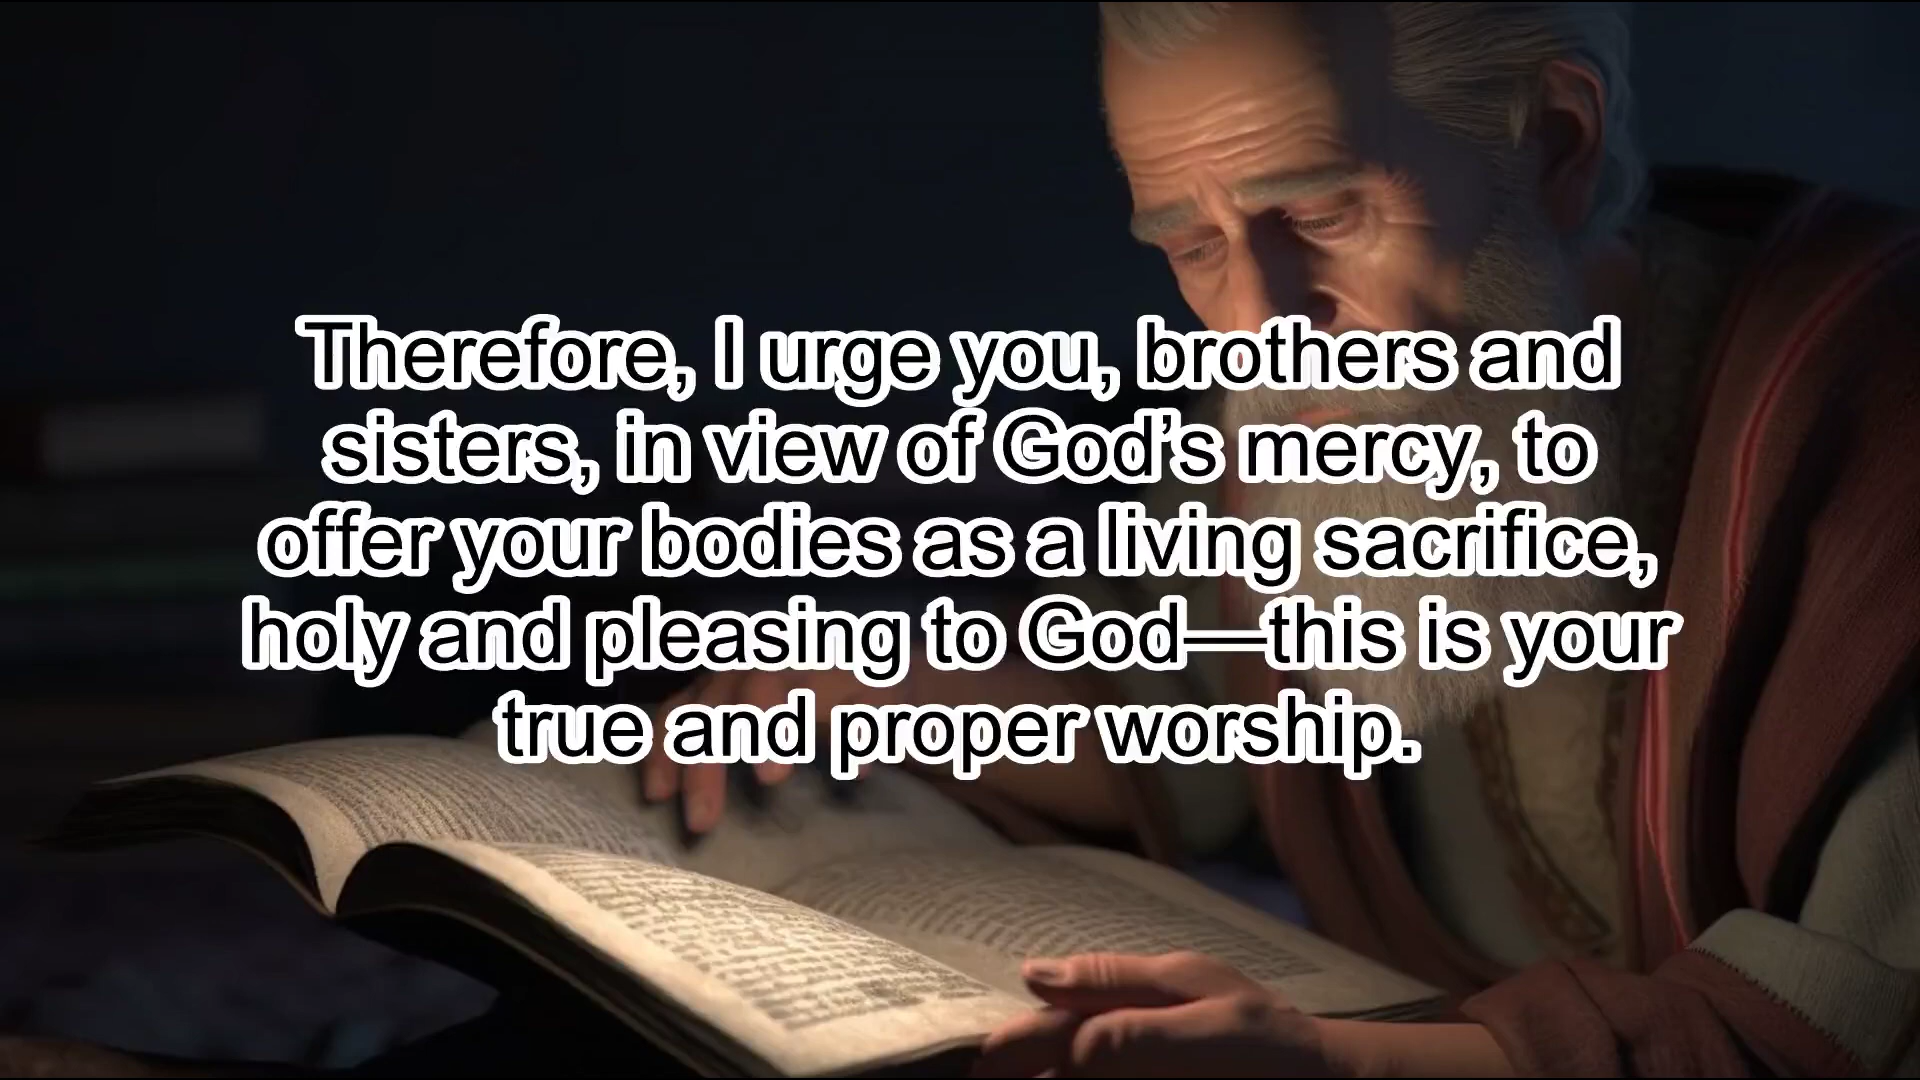 Therefore, I urge you, brothers and
sisters, in view of God’s mercy, to
offer your bodies as a living sacrifice,
holy and pleasing to God—this is your
true and proper worship.